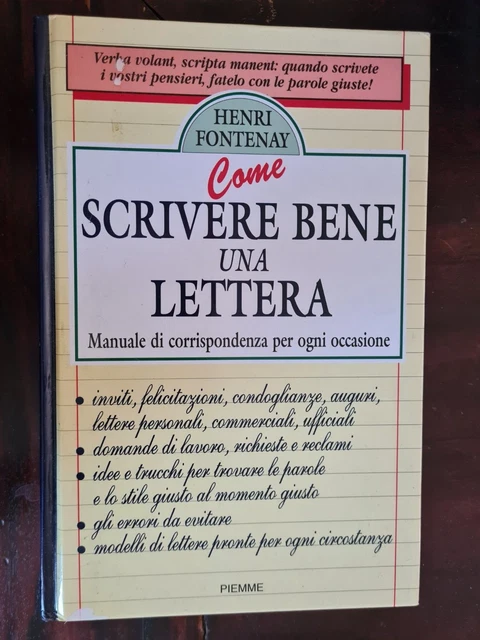 Verba volant, scripta manent: quando scrivete
i vostri pensieri, fatelo con le parole giuste!
HENRI
FONTENAY
Come
SCRIVERE BENE
UNA
LETTERA
Manuale di corrispondenza per ogni occasione
• inviti, felicitazioni, condoglianze, auguri,
lettere personali, commerciali, ufficiali
• domande di lavoro, richieste e reclami
• idee e trucchi per trovare le parole
e lo stile giusto al momento giusto
• gli errori da evitare
• modelli di lettere pronte per ogni circostanza
PIEMME